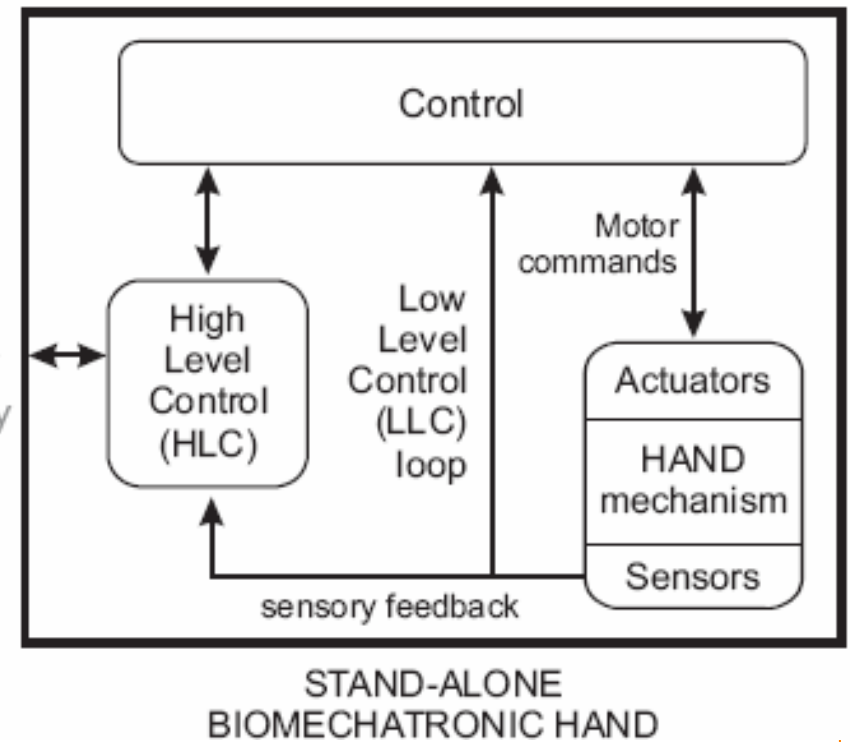 Control
Motor
commands
High
Level
Control
(HLC)
Low
Level
Control
(LLC)
loop
Actuators
HAND
mechanism
Sensors
sensory feedback
STAND-ALONE
BIOMECHATRONIC HAND